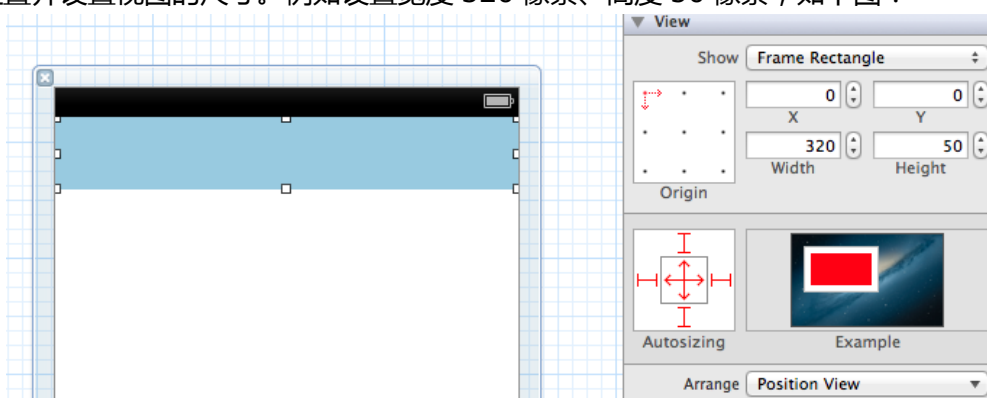 置并设置视图的尺寸。例如设置宽度 320 像素、高度 50 像素，如下图：
View
Show Frame Rectangle
0 0
X Y
320 50
Width Height
Origin
Autosizing Example
Arrange Position View